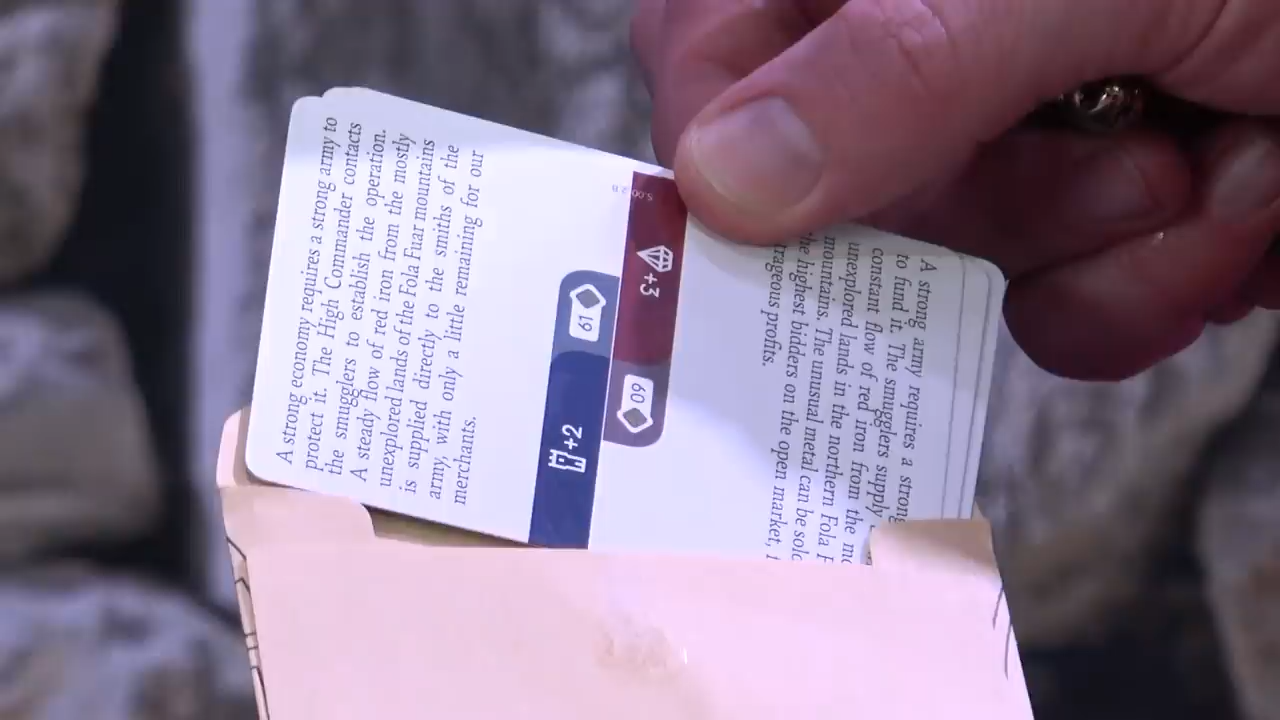 A strong economy requires a strong army to
protect it. The High Commander contacts
the smugglers to establish the operation.
A steady flow of red iron from the mostly
unexplored lands of the Fola Fuar mountains
is supplied directly to the smiths of the
army, with only a little remaining for our
merchants.
+2 61
+3 60
A strong army requires a strong
to fund it. The smugglers supply
constant flow of red iron from the
unexplored lands in the northern Fola
mountains. The unusual metal can be
the highest bidders on the open market,
profits.